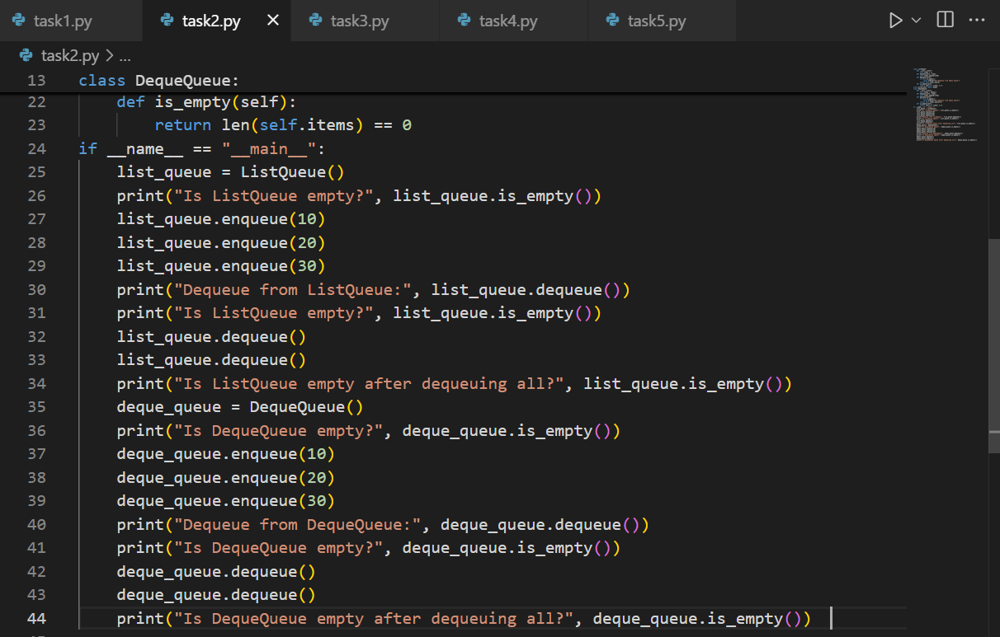 task1.py task2.py task3.py task4.py task5.py
task2.py > ...
13 class DequeQueue:
22     def is_empty(self):
23         return len(self.items) == 0
24 if __name__ == "__main__":
25     list_queue = ListQueue()
26     print("Is ListQueue empty?", list_queue.is_empty())
27     list_queue.enqueue(10)
28     list_queue.enqueue(20)
29     list_queue.enqueue(30)
30     print("Dequeue from ListQueue:", list_queue.dequeue())
31     print("Is ListQueue empty?", list_queue.is_empty())
32     list_queue.dequeue()
33     list_queue.dequeue()
34     print("Is ListQueue empty after dequeuing all?", list_queue.is_empty())
35     deque_queue = DequeQueue()
36     print("Is DequeQueue empty?", deque_queue.is_empty())
37     deque_queue.enqueue(10)
38     deque_queue.enqueue(20)
39     deque_queue.enqueue(30)
40     print("Dequeue from DequeQueue:", deque_queue.dequeue())
41     print("Is DequeQueue empty?", deque_queue.is_empty())
42     deque_queue.dequeue()
43     deque_queue.dequeue()
44     print("Is DequeQueue empty after dequeuing all?", deque_queue.is_empty())